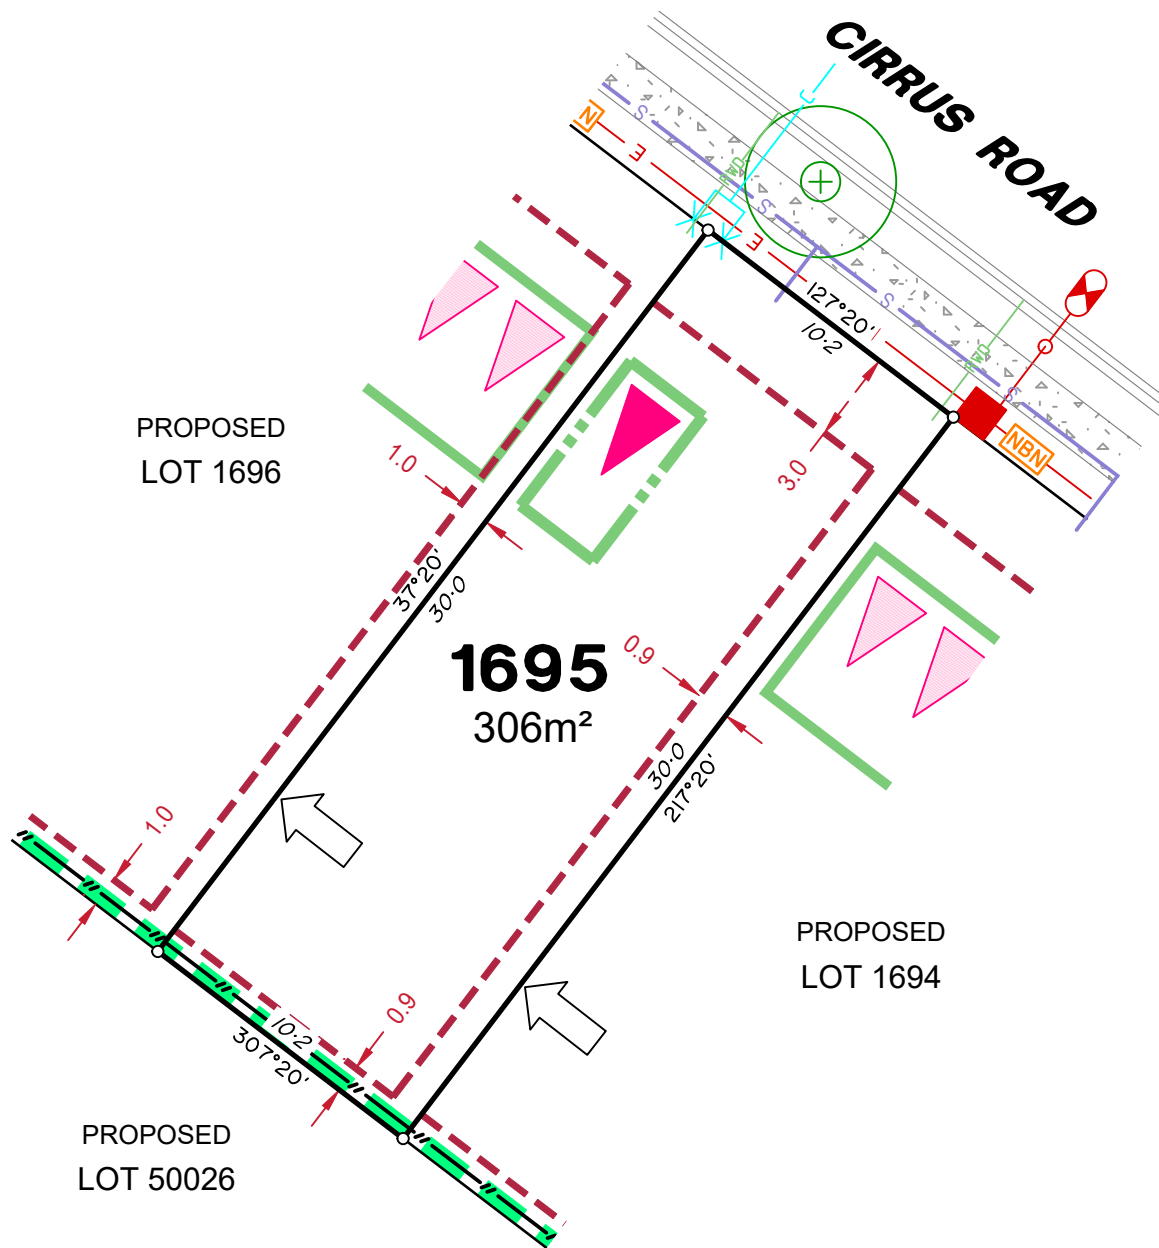 CIRRUS ROAD
N
E
S
RWD
S
E
127°20'
10·2
S
RWD
S
NBN
PROPOSED
LOT 1696
1.0
3.0
37°20'
30·0
1695
306m²
0.9
30·0
217°20'
1.0
PROPOSED
LOT 1694
0.9
10·2
307°20'
PROPOSED
LOT 50026